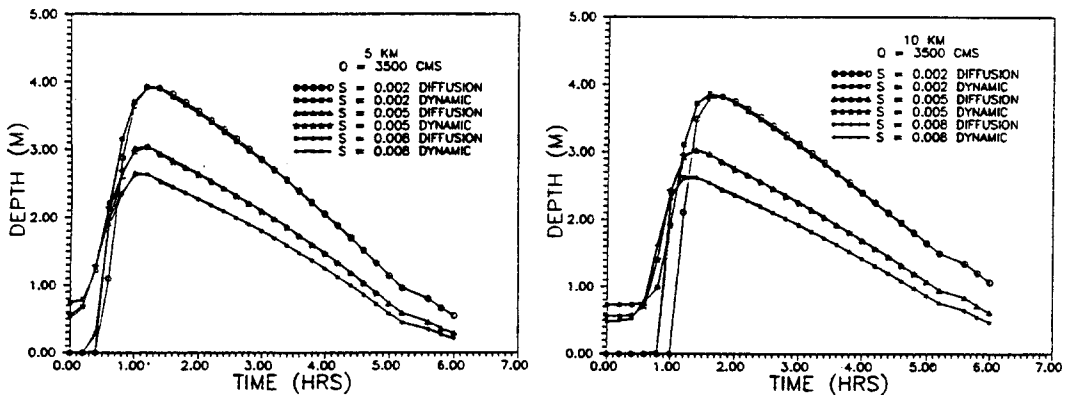 5.00
4.00
3.00
2.00
1.00
0.00
DEPTH (M)
5 KM
Q = 3500 CMS
S = 0.002 DIFFUSION
S = 0.002 DYNAMIC
S = 0.005 DIFFUSION
S = 0.005 DYNAMIC
S = 0.008 DIFFUSION
S = 0.008 DYNAMIC
0.00 1.00 2.00 3.00 4.00 5.00 6.00 7.00
TIME (HRS)
5.00
4.00
3.00
2.00
1.00
0.00
DEPTH (M)
10 KM
Q = 3500 CMS
S = 0.002 DIFFUSION
S = 0.002 DYNAMIC
S = 0.005 DIFFUSION
S = 0.005 DYNAMIC
S = 0.008 DIFFUSION
S = 0.008 DYNAMIC
0.00 1.00 2.00 3.00 4.00 5.00 6.00 7.00
TIME (HRS)